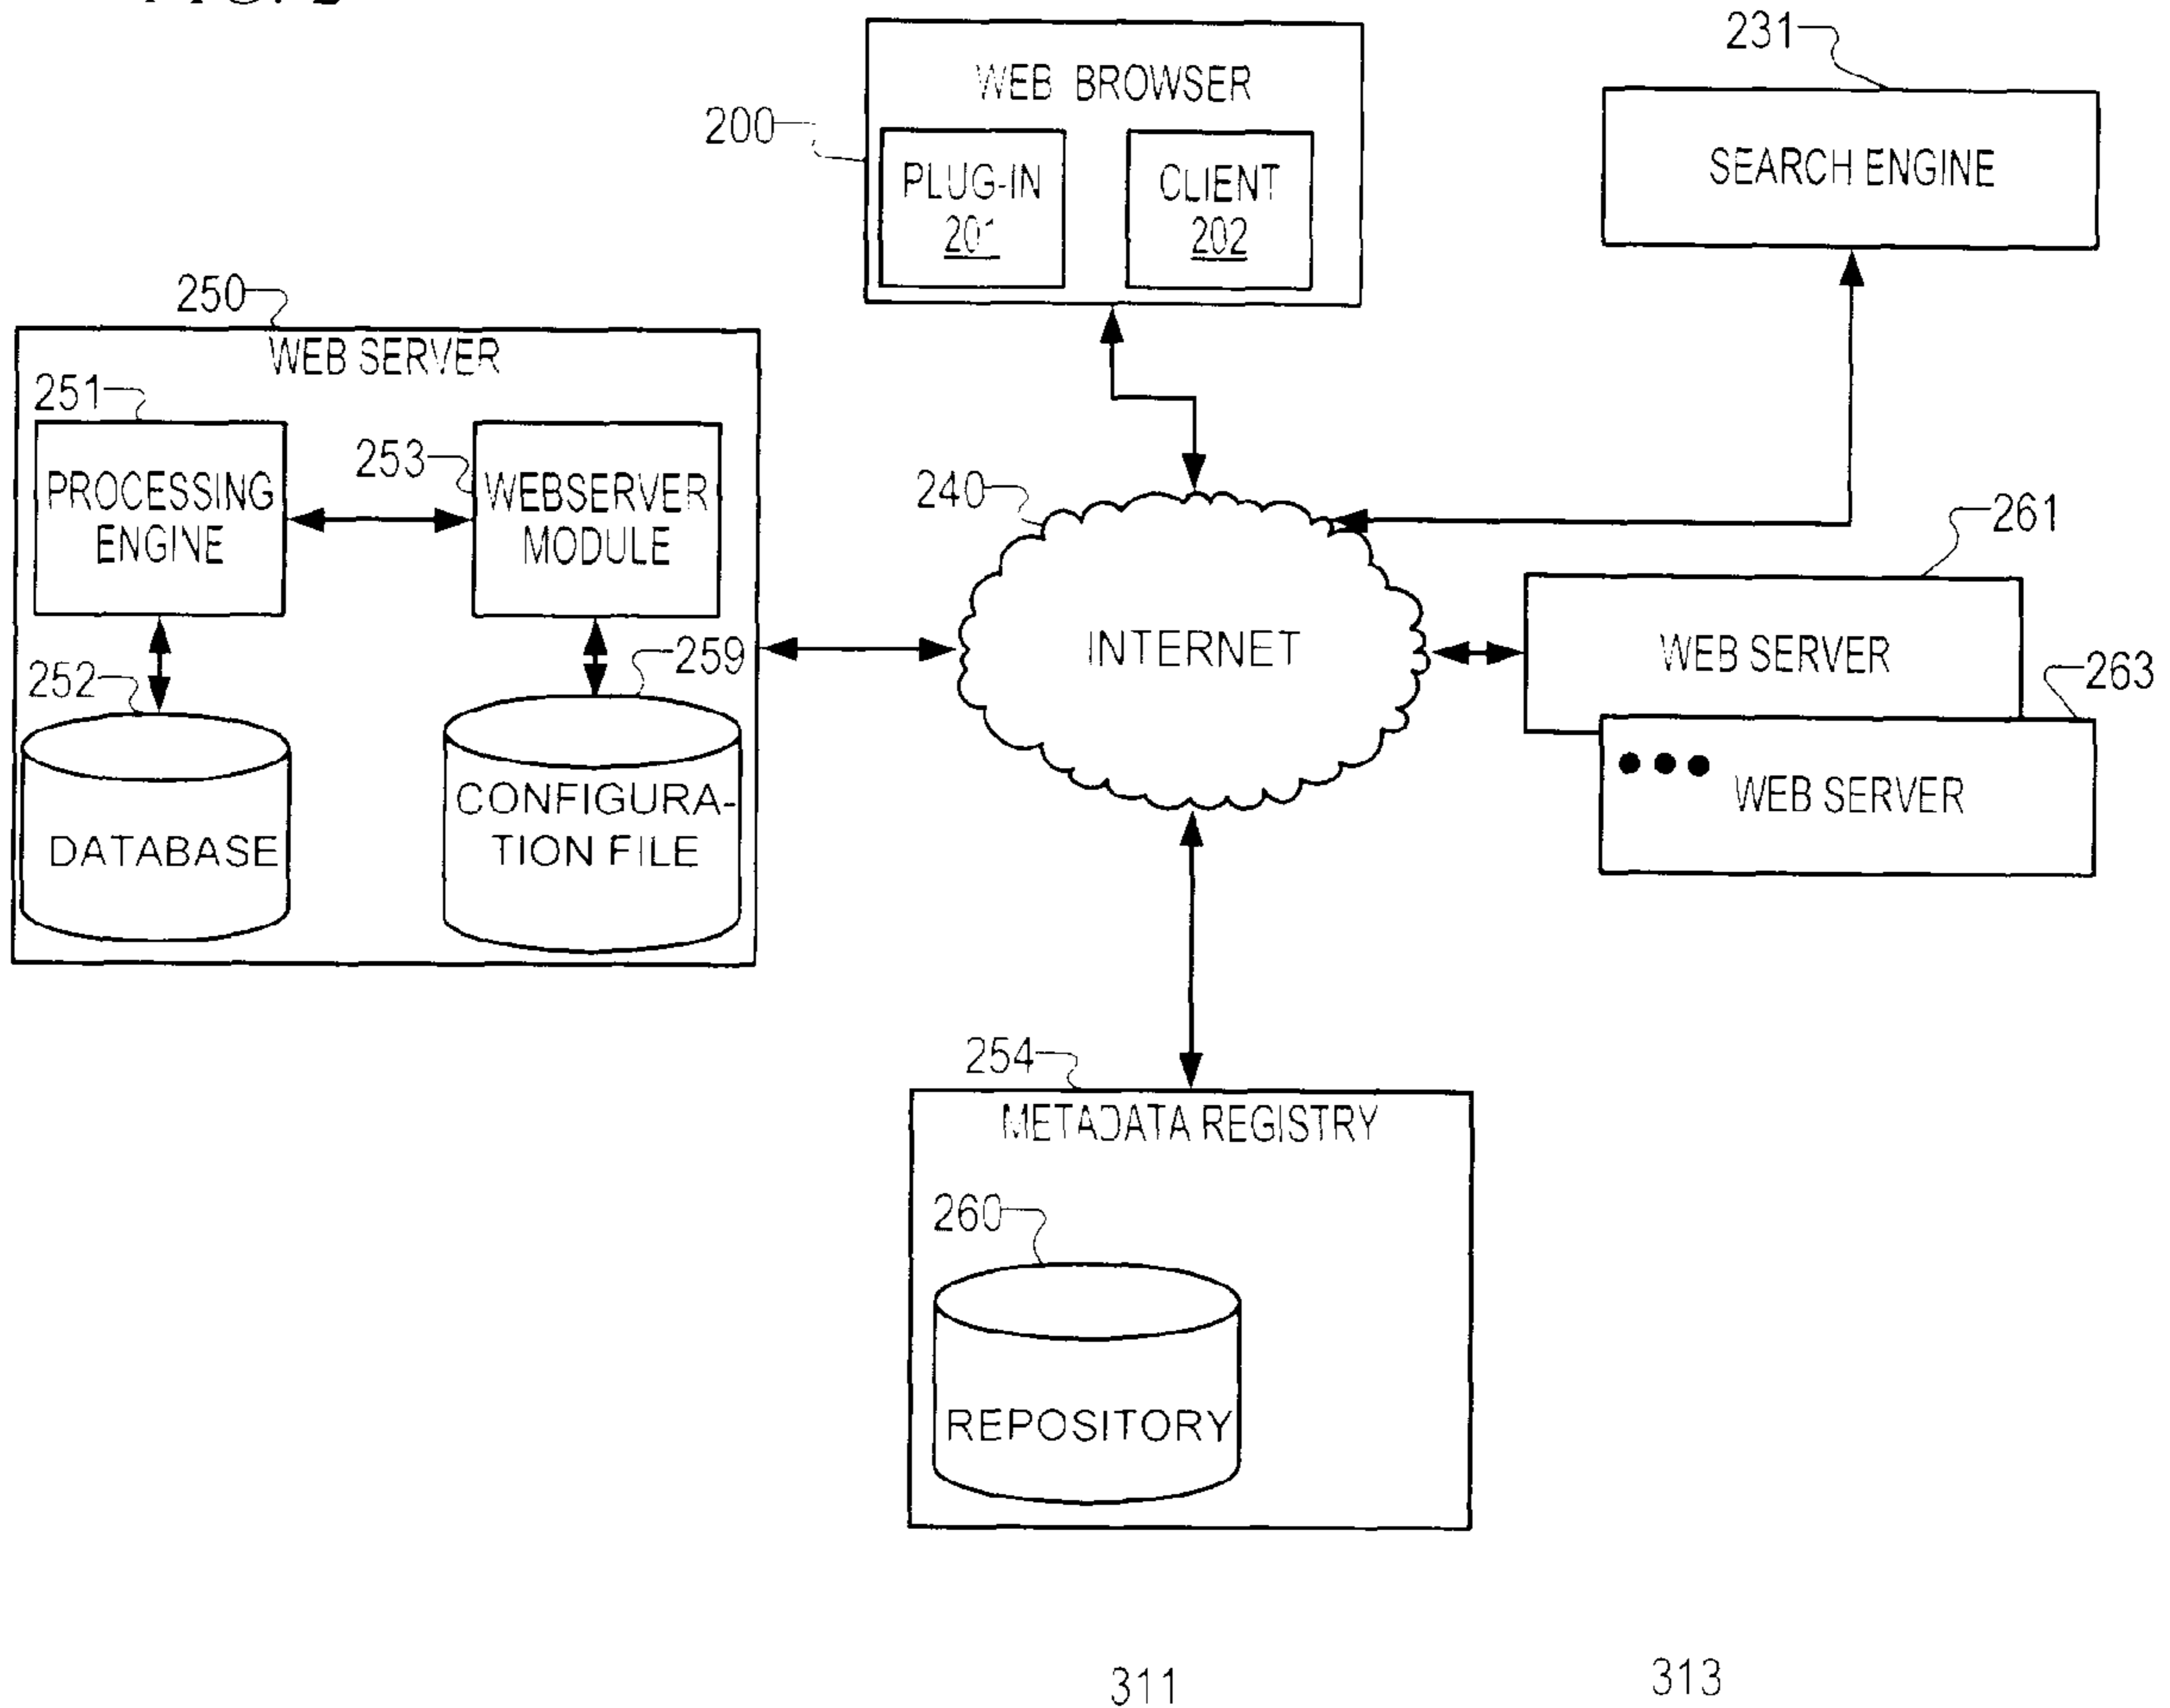 WEB BROWSER
200
PLUG-IN
201
CLIENT
202
231
SEARCH ENGINE
250
WEB SERVER
251
PROCESSING
ENGINE
253
WEBSERVER
MODULE
252
DATABASE
259
CONFIGURA-
TION FILE
240
INTERNET
261
WEB SERVER
263
WEB SERVER
254
METADATA REGISTRY
260
REPOSITORY
311
313